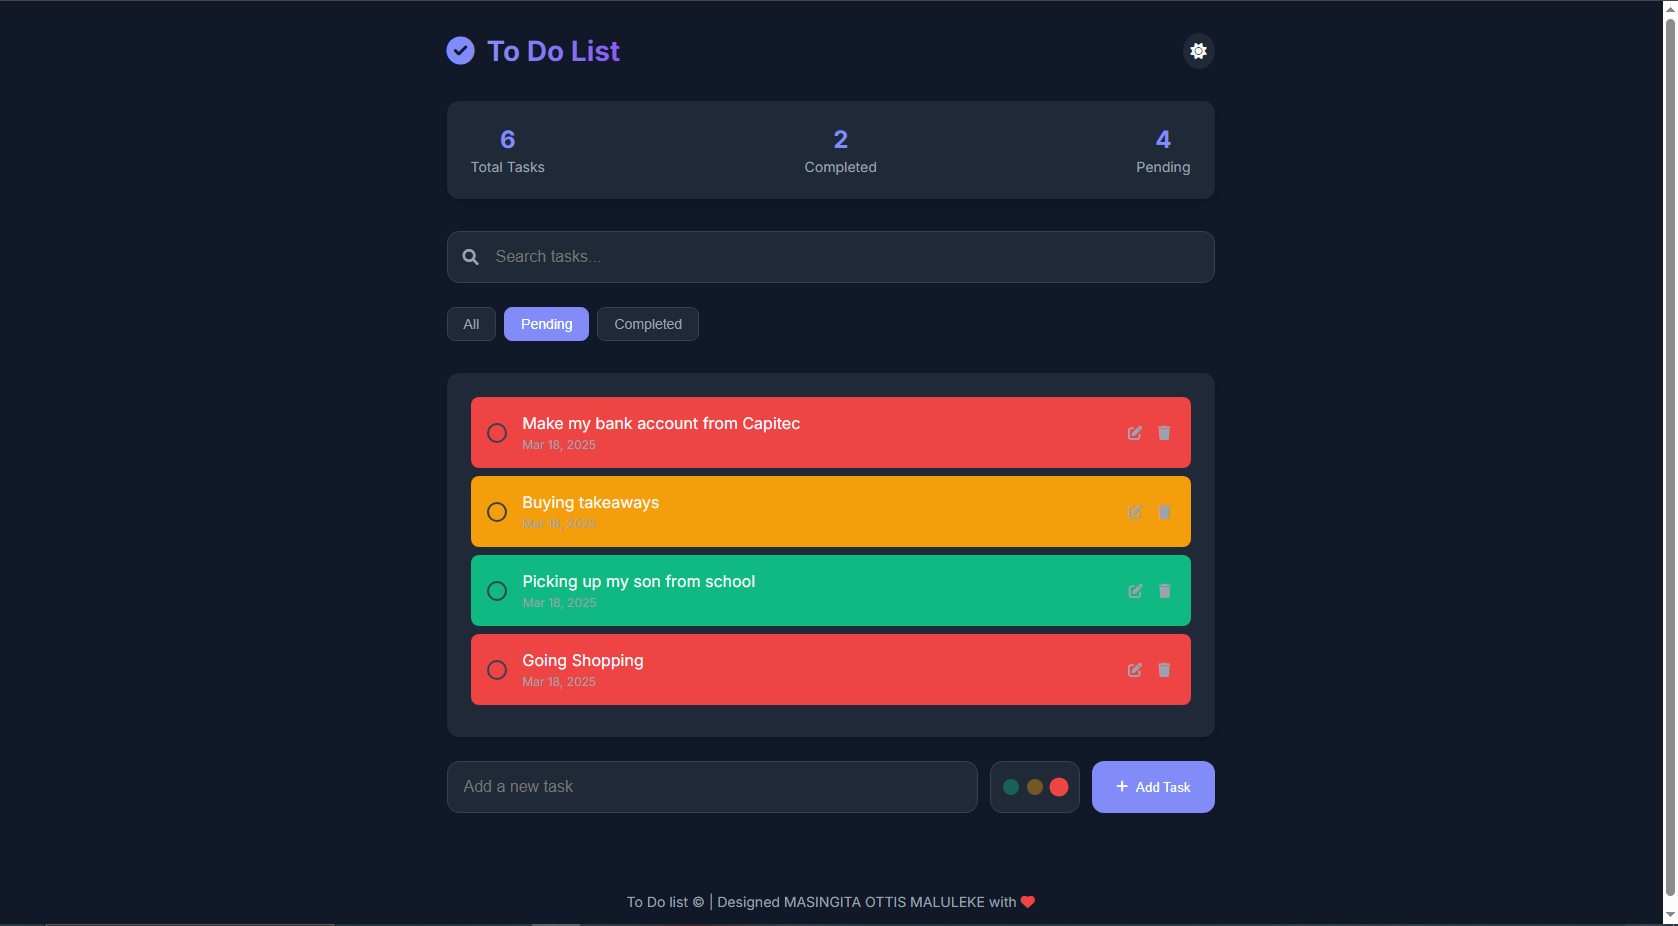 To Do List
6
Total Tasks
2
Completed
4
Pending
Search tasks...
All
Pending
Completed
Make my bank account from Capitec
Mar 18, 2025
Buying takeaways
Mar 18, 2025
Picking up my son from school
Mar 18, 2025
Going Shopping
Mar 18, 2025
Add a new task
+ Add Task
To Do list © | Designed MASINGITA OTTIS MALULEKE with ❤